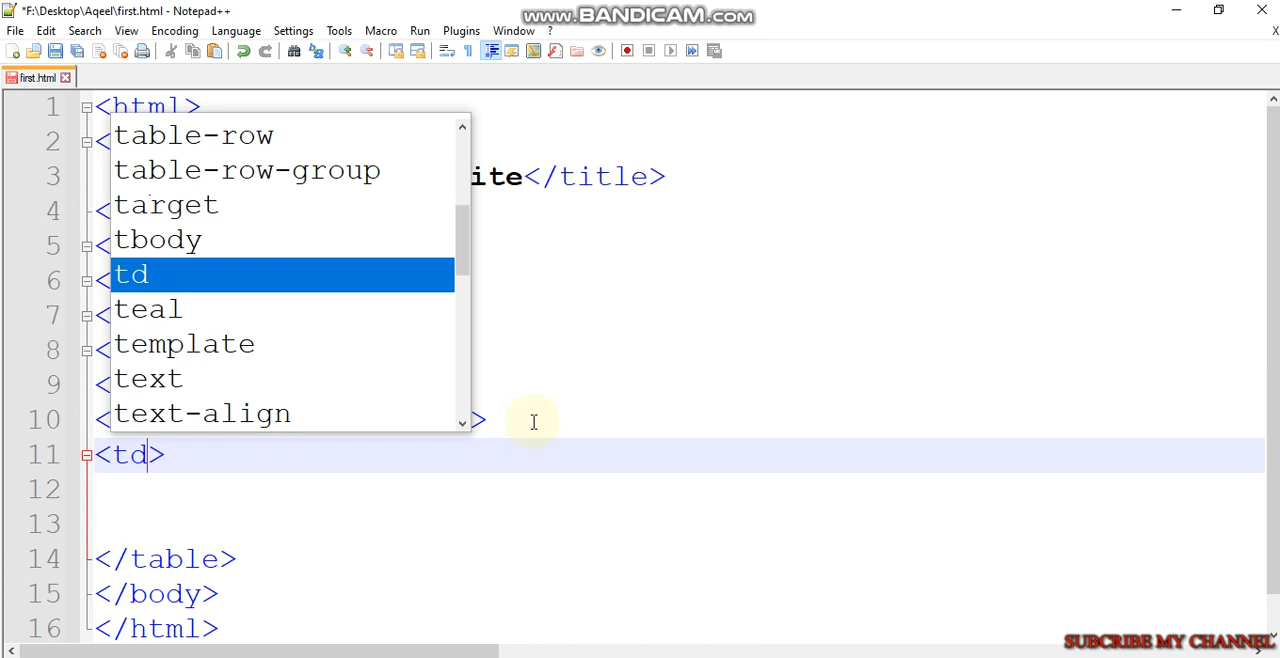 *F:\Desktop\Aqeel\first.html - Notepad++
www.BANDICAM.com
File Edit Search View Encoding Language Settings Tools Macro Run Plugins Window ? X
first.html
1 <html>
2 <
3 ite</title>
4 <
5 <
6 <
7 <
8 <
9 <
10 < >
table-row
table-row-group
target
tbody
td
teal
template
text
text-align
11 <td>
12
13
14 </table>
15 </body>
16 </html>
SUBCRIBE MY CHANNEL